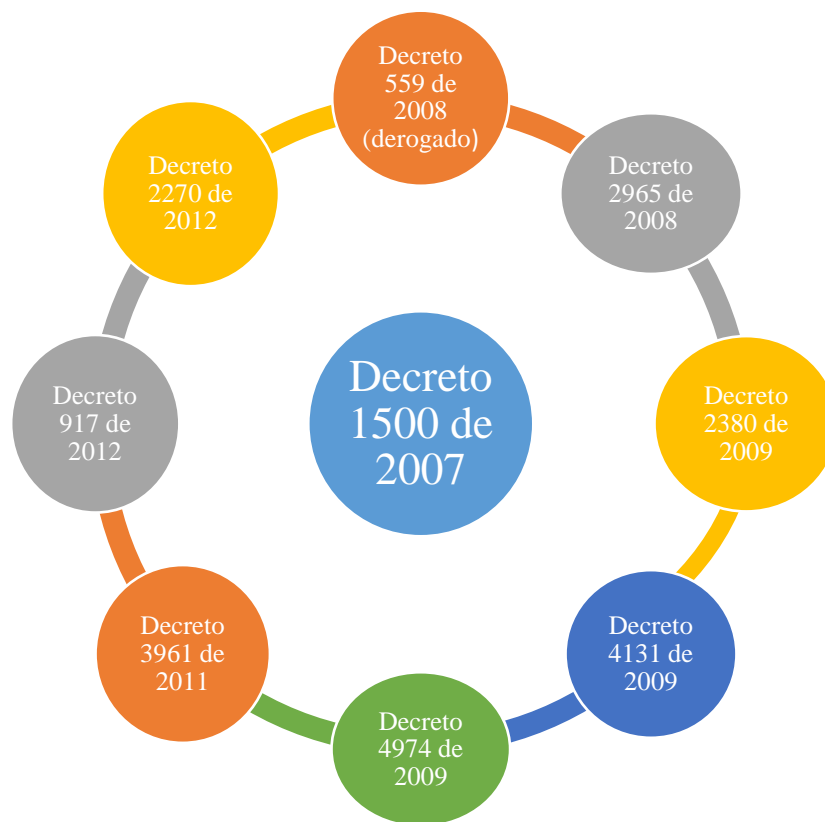 Decreto
559 de
2008
(derogado)
Decreto
2965 de
2008
Decreto
2380 de
2009
Decreto
4131 de
2009
Decreto
4974 de
2009
Decreto
3961 de
2011
Decreto
917 de
2012
Decreto
2270 de
2012
Decreto
1500 de
2007